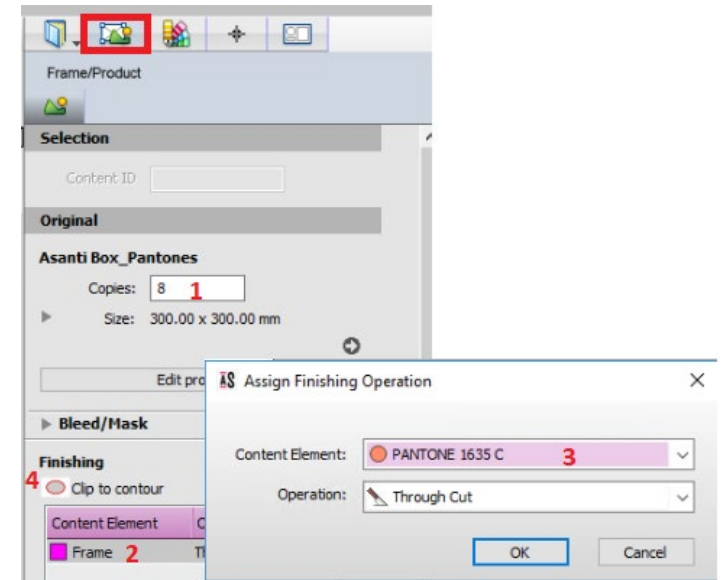 Frame/Product
Selection
Content ID
Original
Asanti Box_Pantones
Copies: 8 1
Size: 300.00 x 300.00 mm
Edit pro
Bleed/Mask
Finishing
4 Clip to contour
Content Element
Frame 2
Assign Finishing Operation
Content Element: PANTONE 1635 C 3
Operation: Through Cut
OK Cancel